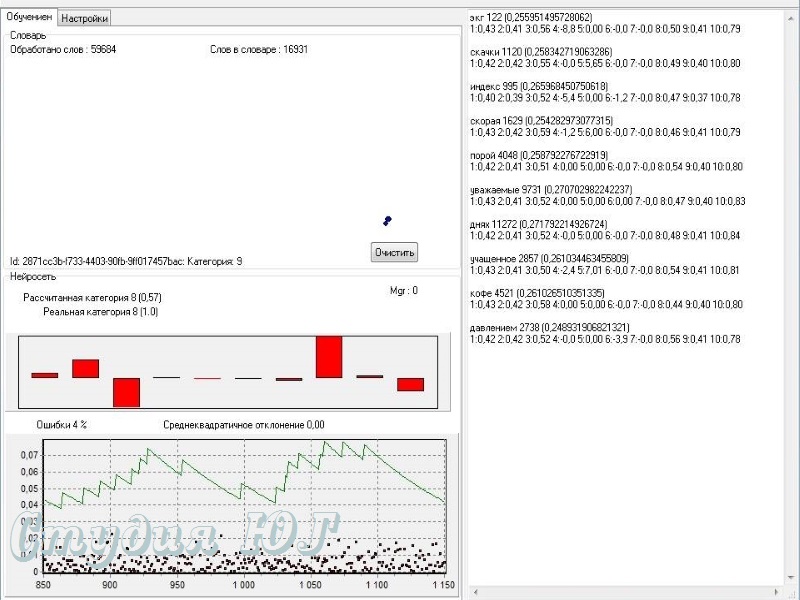 Обучением Настройки
Словарь
Обработано слов : 59684 Слов в словаре : 16931
Очистить
Id: 2871cc3b-f733-4403-90fb-9ff017457bac: Категория: 9
Нейросеть
Mgr : 0
Рассчитанная категория 8 (0,57)
Реальная категория 8 (1.0)
Ошибки 4 % Среднеквадратичное отклонение 0,00
0,07
0,06
0,05
0,04
0,03
0,02
0
850 900 950 1 000 1 050 1 100 1 150
Студия ЮГ
экг 122 (0,255951495728062)
1:0,43 2:0,41 3:0,56 4:-8,8 5:0,00 6:-0,0 7:-0,0 8:0,50 9:0,41 10:0,79
скачки 1120 (0,258342719063286)
1:0,42 2:0,42 3:0,55 4:-0,0 5:5,65 6:-0,0 7:-0,0 8:0,49 9:0,40 10:0,80
индекс 995 (0,265968450750618)
1:0,40 2:0,39 3:0,52 4:-5,4 5:0,00 6:-1,2 7:-0,0 8:0,47 9:0,37 10:0,78
скорая 1629 (0,254282973077315)
1:0,43 2:0,42 3:0,59 4:-1,2 5:6,00 6:-0,0 7:-0,0 8:0,46 9:0,41 10:0,79
порой 4048 (0,258792276722919)
1:0,42 2:0,41 3:0,51 4:0,00 5:0,00 6:-0,0 7:-0,0 8:0,54 9:0,40 10:0,80
уважаемые 9731 (0,270702982242237)
1:0,43 2:0,41 3:0,52 4:0,00 5:0,00 6:0,00 7:-0,0 8:0,47 9:0,40 10:0,83
днях 11272 (0,271792214926724)
1:0,42 2:0,41 3:0,52 4:-0,0 5:0,00 6:-0,0 7:-0,0 8:0,48 9:0,41 10:0,84
учащенное 2857 (0,261034463455809)
1:0,43 2:0,41 3:0,50 4:-2,4 5:7,01 6:-0,0 7:-0,0 8:0,54 9:0,41 10:0,81
кофе 4521 (0,261026510351335)
1:0,43 2:0,42 3:0,58 4:0,00 5:0,00 6:-0,0 7:-0,0 8:0,44 9:0,40 10:0,80
давлением 2738 (0,248931906821321)
1:0,42 2:0,42 3:0,52 4:-0,0 5:0,00 6:-3,9 7:-0,0 8:0,56 9:0,41 10:0,78